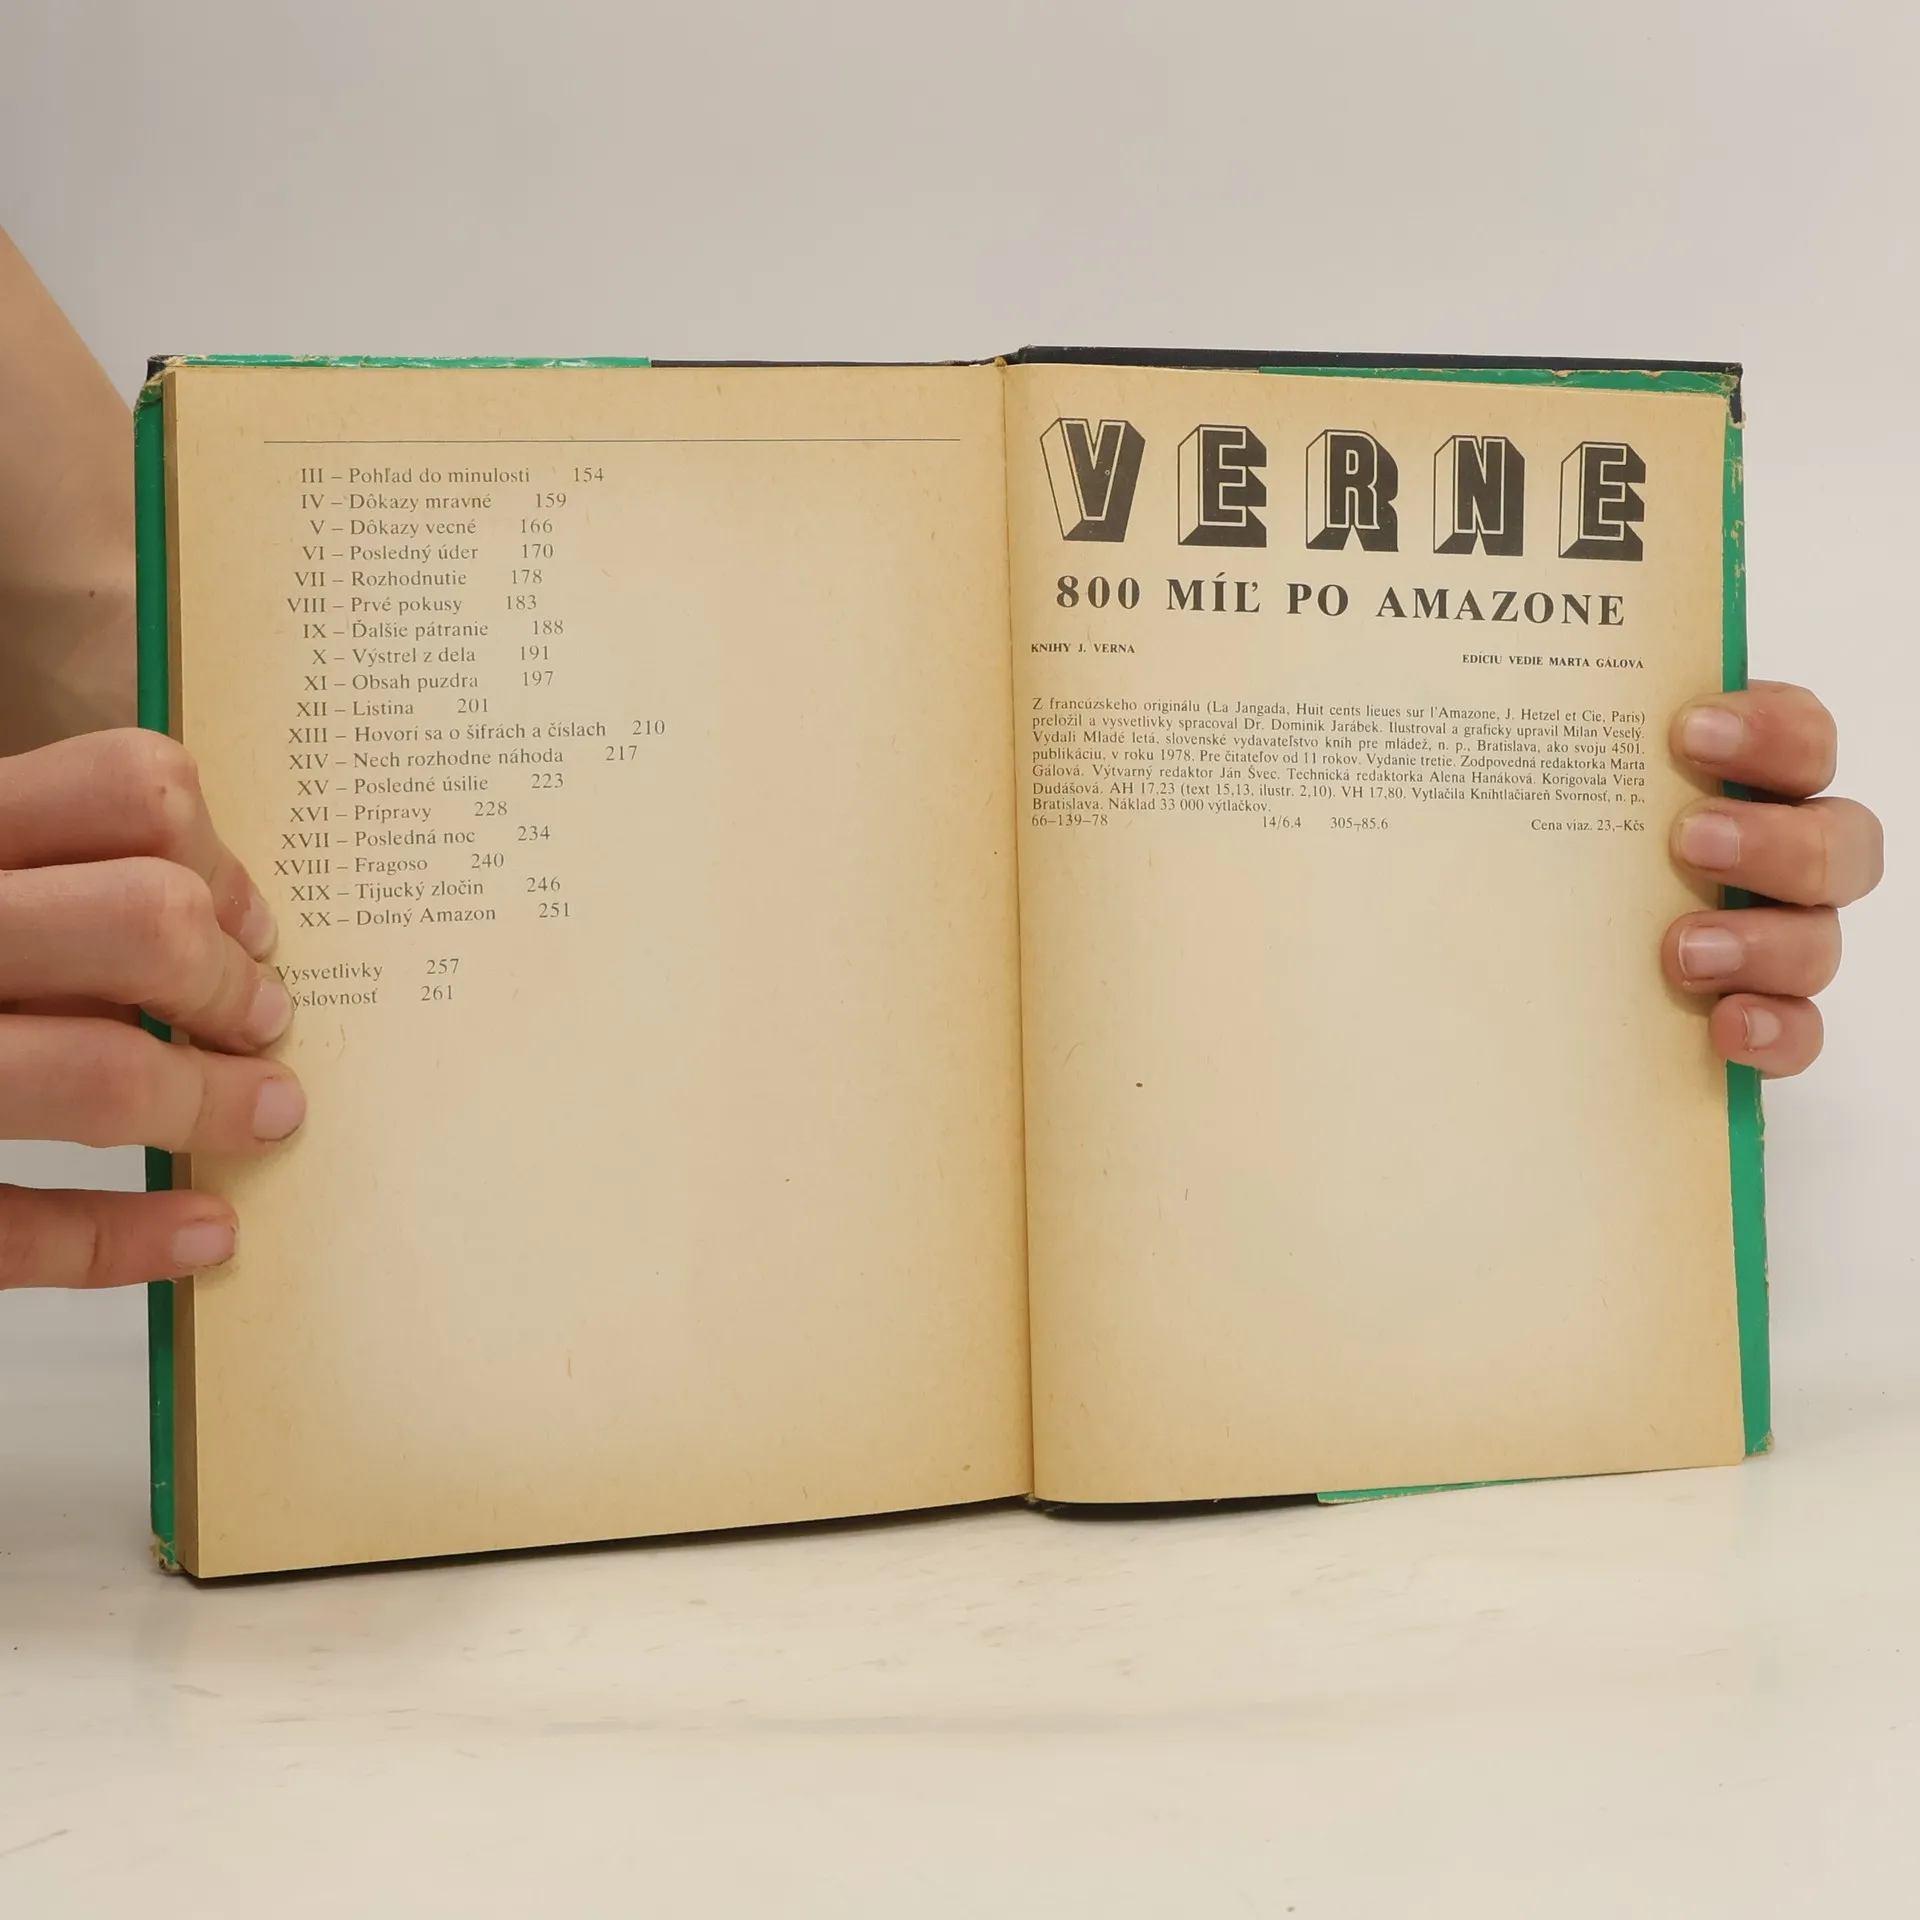 III – Pohľad do minulosti 154
IV – Dôkazy mravné 159
V – Dôkazy vecné 166
VI – Posledný úder 170
VII – Rozhodnutie 178
VIII – Prvé pokusy 183
IX – Ďalšie pátranie 188
X – Výstrel z dela 191
XI – Obsah puzdra 197
XII – Listina 201
XIII – Hovorí sa o šifrách a číslach 210
XIV – Nech rozhodne náhoda 217
XV – Posledné úsilie 223
XVI – Prípravy 228
XVII – Posledná noc 234
XVIII – Fragoso 240
XIX – Tijucký zločin 246
XX – Dolný Amazon 251
Vysvetlivky 257
ýslovnosť 261
VERNE
800 MÍĽ PO AMAZONE
KNIHY J. VERNA
EDÍCIU VEDIE MARTA GÁLOVÁ
Z francúzskeho originálu (La Jangada, Huit cents lieues sur l'Amazone, J. Hetzel et Cie, Paris)
preložil a vysvetlivky spracoval Dr. Dominik Jarábek. Ilustroval a graficky upravil Milan Veselý.
Vydali Mladé letá, slovenské vydavateľstvo kníh pre mládež, n. p., Bratislava, ako svoju 4501.
publikáciu, v roku 1978. Pre čitateľov od 11 rokov. Vydanie tretie. Zodpovedná redaktorka Marta
Gálová. Výtvarný redaktor Ján Švec. Technická redaktorka Alena Hanáková. Korigovala Viera
Dudášová. AH 17,23 (text 15,13, ilustr. 2,10). VH 17,80. Vytlačila Kníhtlačiareň Svornosť, n. p.,
Bratislava. Náklad 33 000 výtlačkov.
66–139–78 14/6.4 305–85.6 Cena viaz. 23,–Kčs